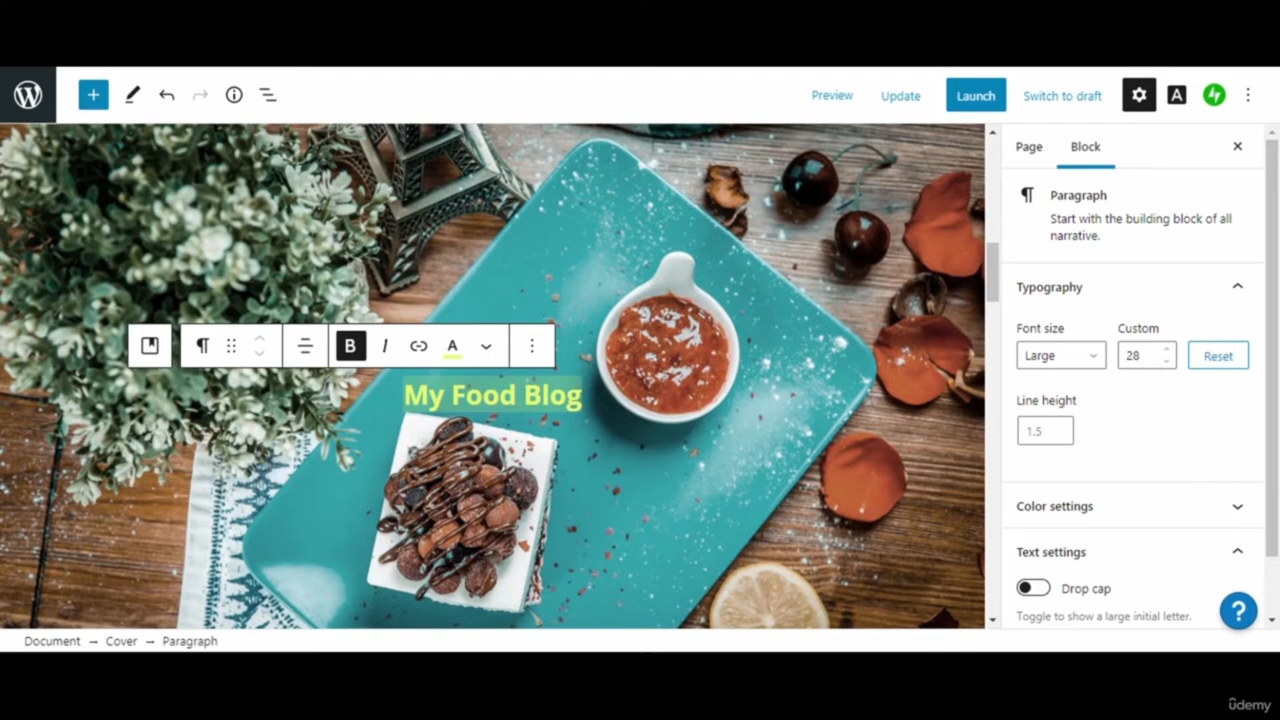 Preview
Update
Launch
Switch to draft
Page
Block
Paragraph
Start with the building block of all
narrative.
Typography
Font size
Custom
Large
28
Reset
Line height
1.5
B I A
My Food Blog
Color settings
Text settings
Drop cap
Toggle to show a large initial letter.
Document → Cover → Paragraph
ûdemy